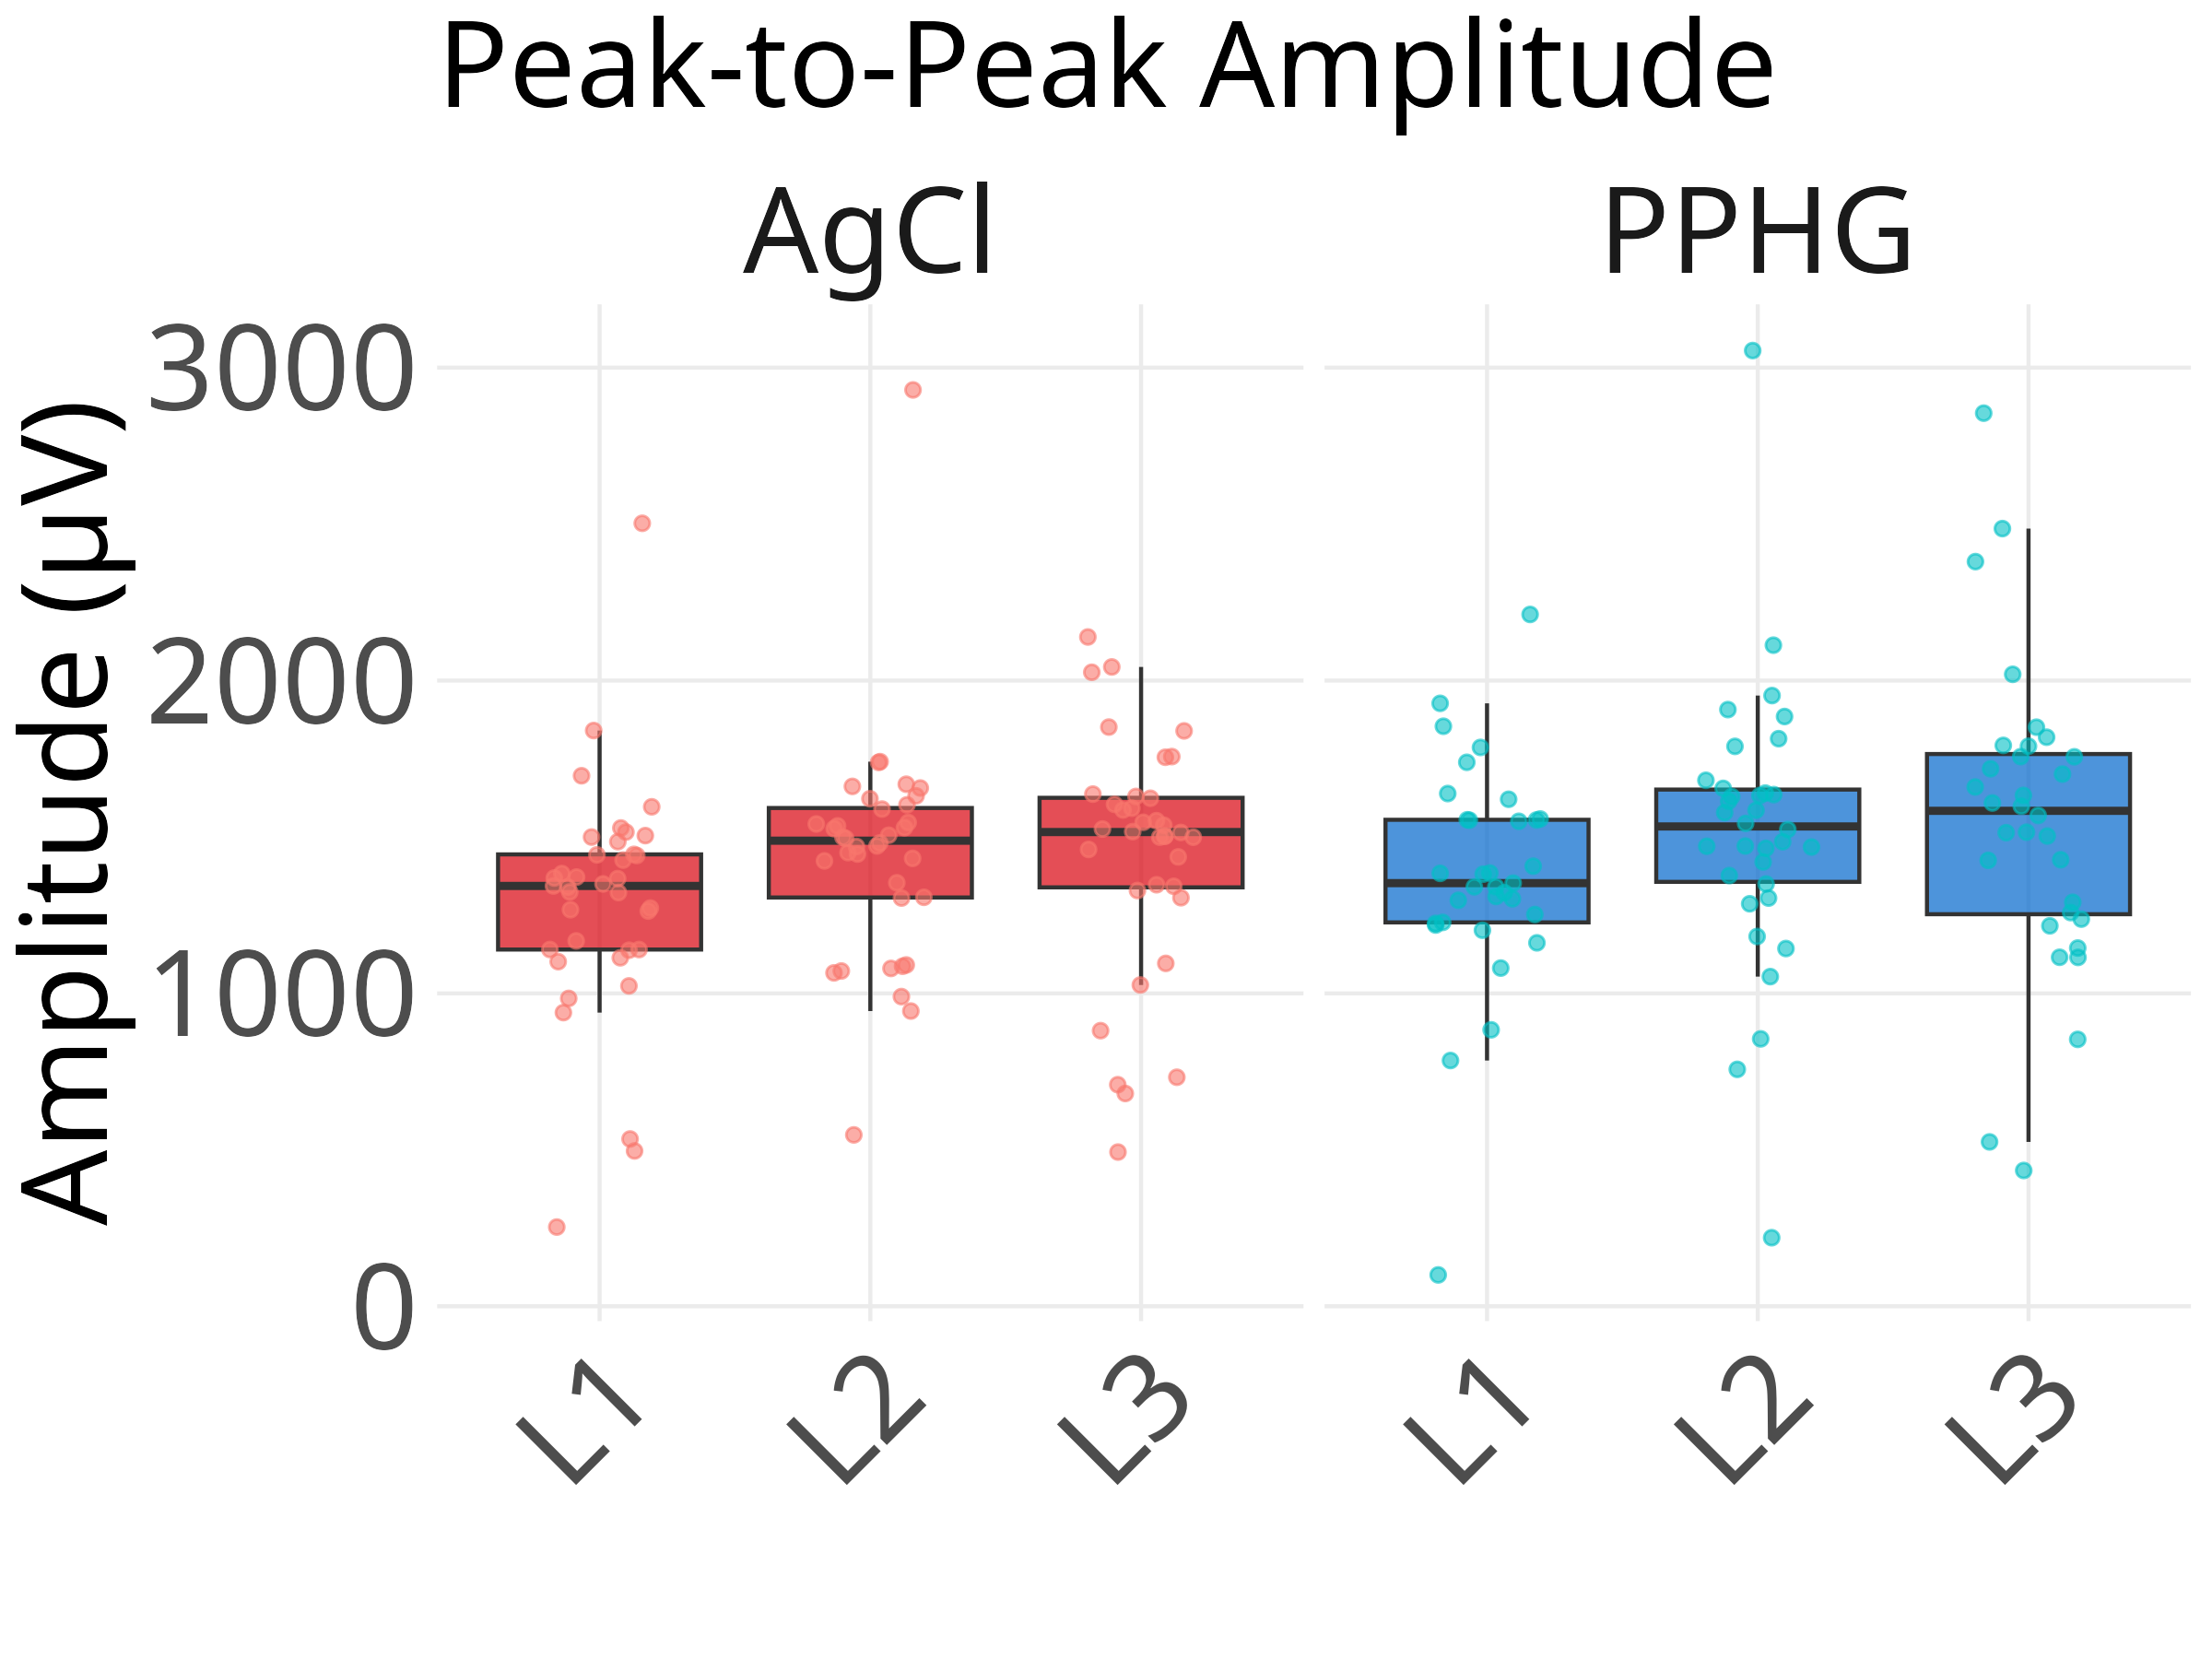 Peak-to-Peak Amplitude
AgCl
PPHG
Amplitude (µV)
3000
2000
1000
0
L1
L2
L3
L1
L2
L3